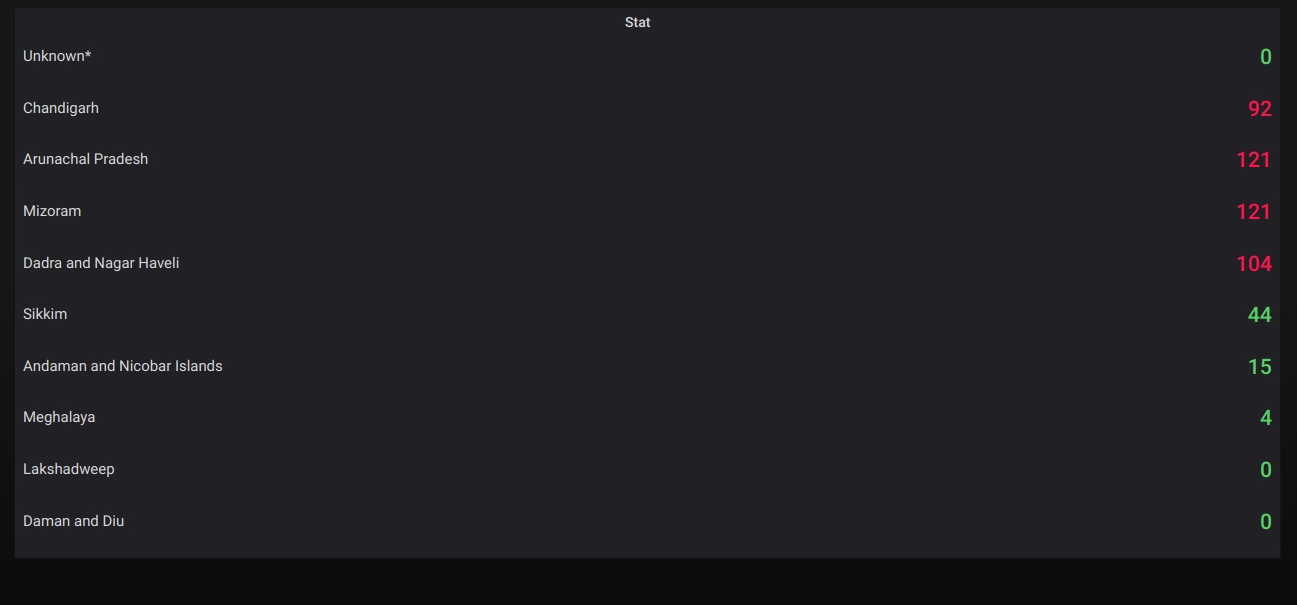 Stat
Unknown* 0
Chandigarh 92
Arunachal Pradesh 121
Mizoram 121
Dadra and Nagar Haveli 104
Sikkim 44
Andaman and Nicobar Islands 15
Meghalaya 4
Lakshadweep 0
Daman and Diu 0